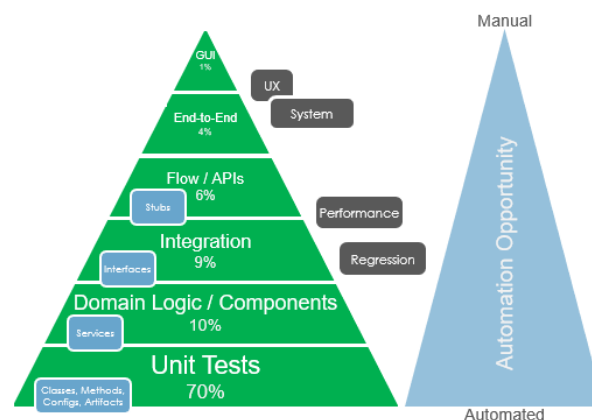 Manual
GUI
1%
UX
End-to-End
4%
System
Flow / APIs
6%
Stubs
Performance
Integration
9%
Interfaces
Regression
Domain Logic / Components
10%
Services
Unit Tests
70%
Classes, Methods,
Configs, Artifacts
Automation Opportunity
Automated